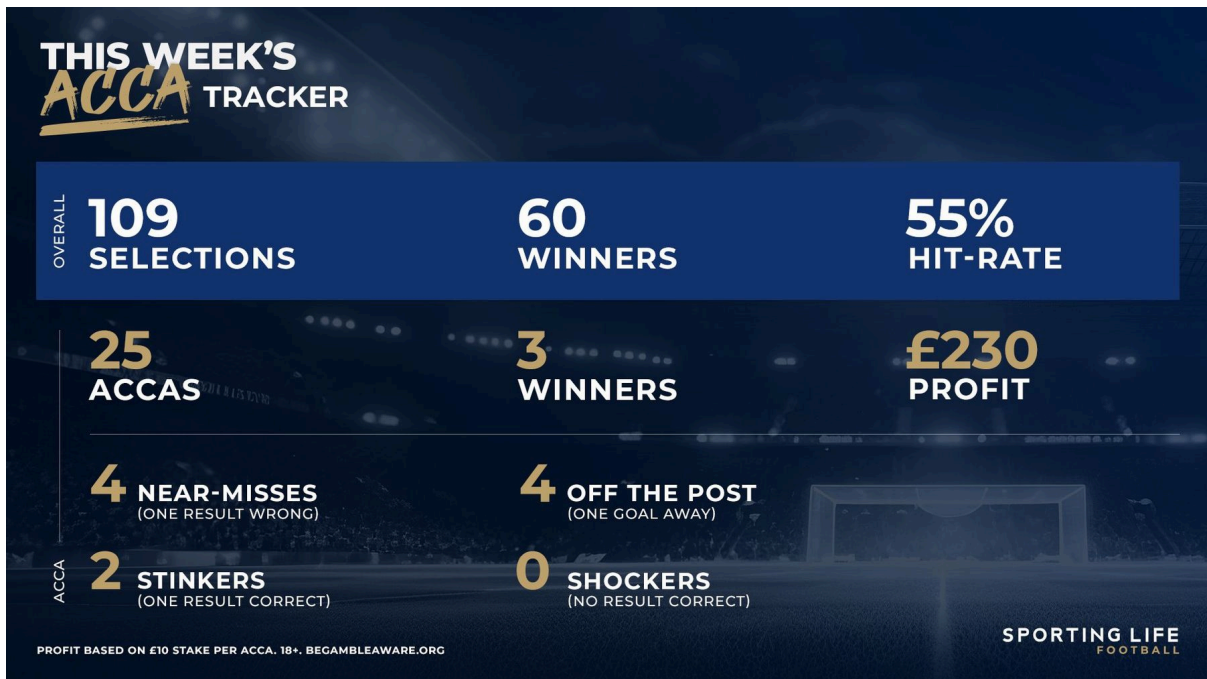 THIS WEEK'S
ACCA TRACKER
OVERALL
109
SELECTIONS
60
WINNERS
55%
HIT-RATE
25
ACCAS
3
WINNERS
£230
PROFIT
ACCA
4 NEAR-MISSES
(ONE RESULT WRONG)
4 OFF THE POST
(ONE GOAL AWAY)
2 STINKERS
(ONE RESULT CORRECT)
0 SHOCKERS
(NO RESULT CORRECT)
PROFIT BASED ON £10 STAKE PER ACCA. 18+. BEGAMBLEAWARE.ORG
SPORTING LIFE
FOOTBALL